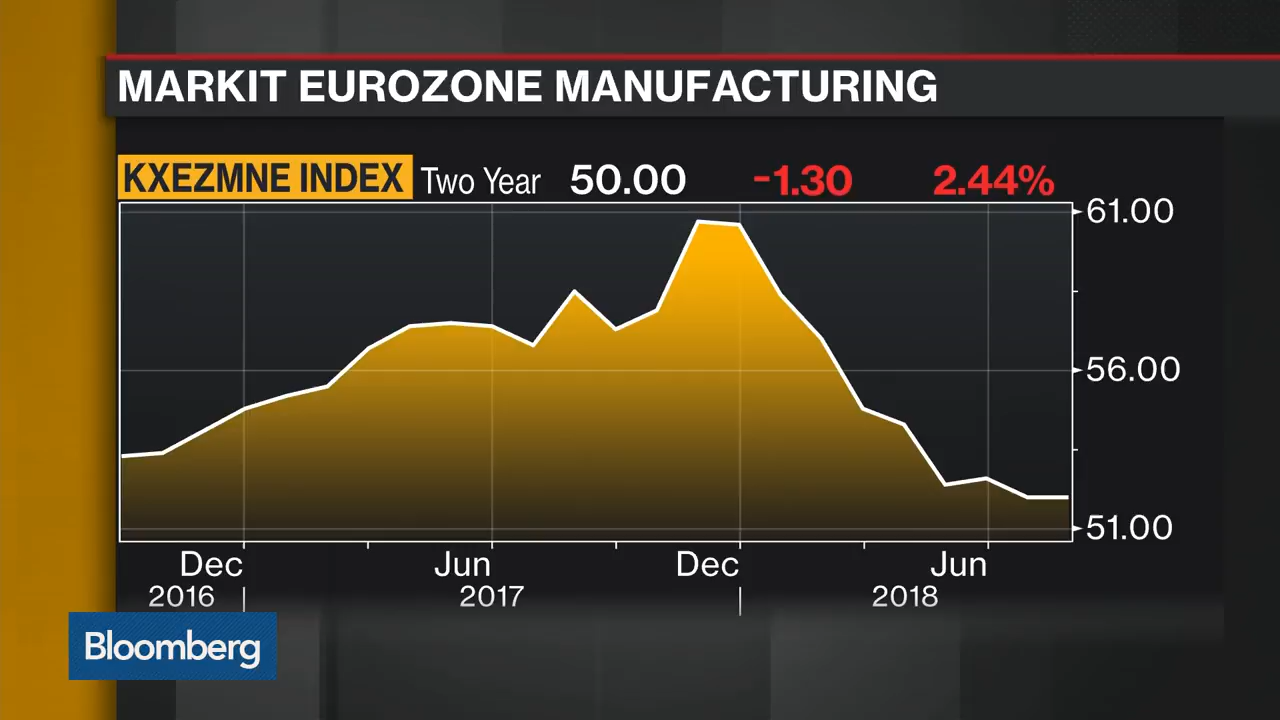 MARKIT EUROZONE MANUFACTURING
KXEZMNE INDEX Two Year 50.00 -1.30 2.44%
61.00
56.00
51.00
Dec Jun Dec Jun
2016 2017 2018
Bloomberg